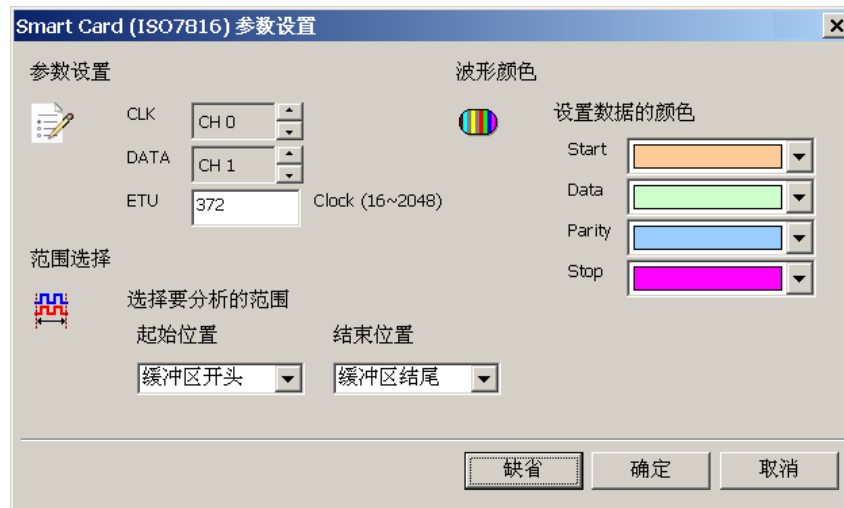 Smart Card (ISO7816) 参数设置
参数设置
CLK
CH 0
DATA
CH 1
ETU
372
Clock (16~2048)
波形颜色
设置数据的颜色
Start
Data
Parity
Stop
范围选择
选择要分析的范围
起始位置
结束位置
缓冲区开头
缓冲区结尾
缺省
确定
取消